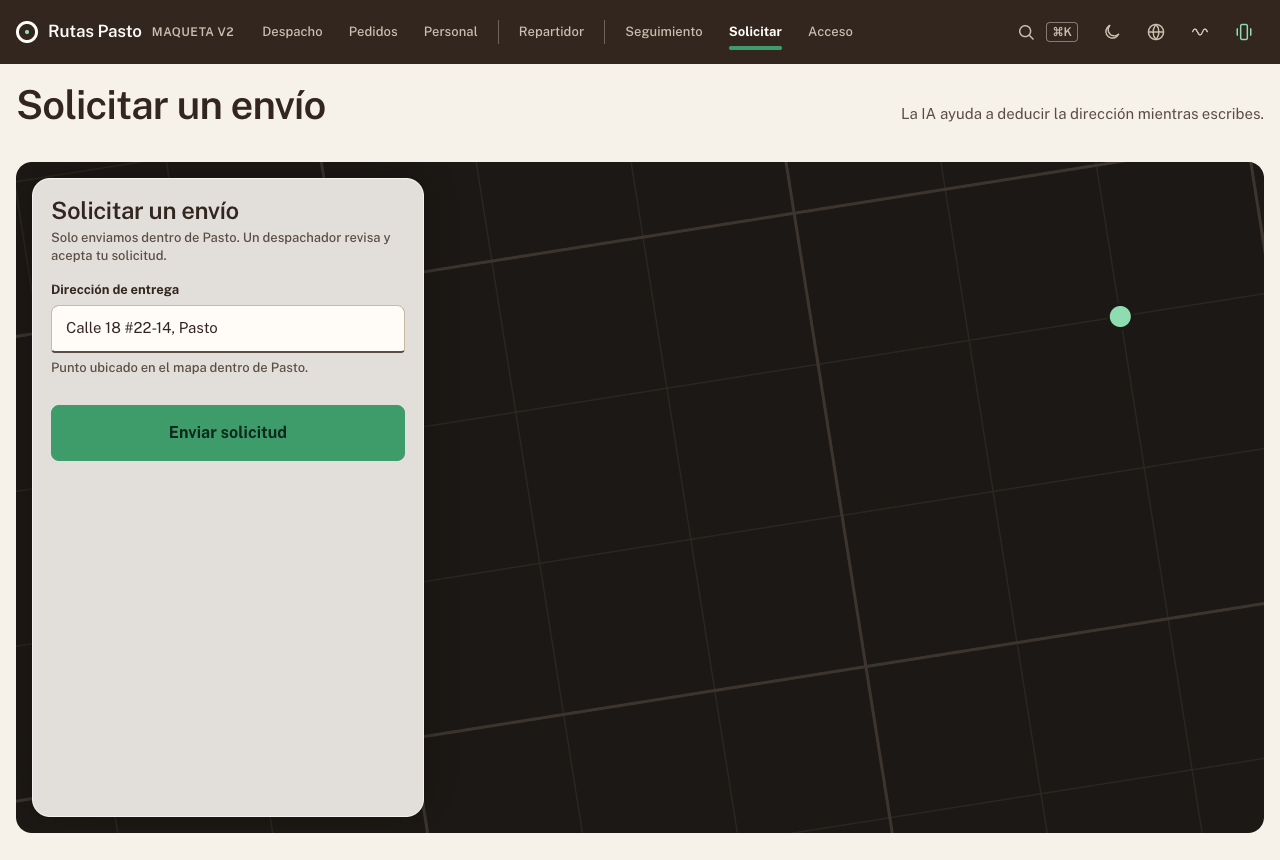 Rutas Pasto MAQUETA V2 Despacho Pedidos Personal Repartidor Seguimiento Solicitar Acceso ⌘K
Solicitar un envío
La IA ayuda a deducir la dirección mientras escribes.
Solicitar un envío
Solo enviamos dentro de Pasto. Un despachador revisa y
acepta tu solicitud.
Dirección de entrega
Calle 18 #22-14, Pasto
Punto ubicado en el mapa dentro de Pasto.
Enviar solicitud